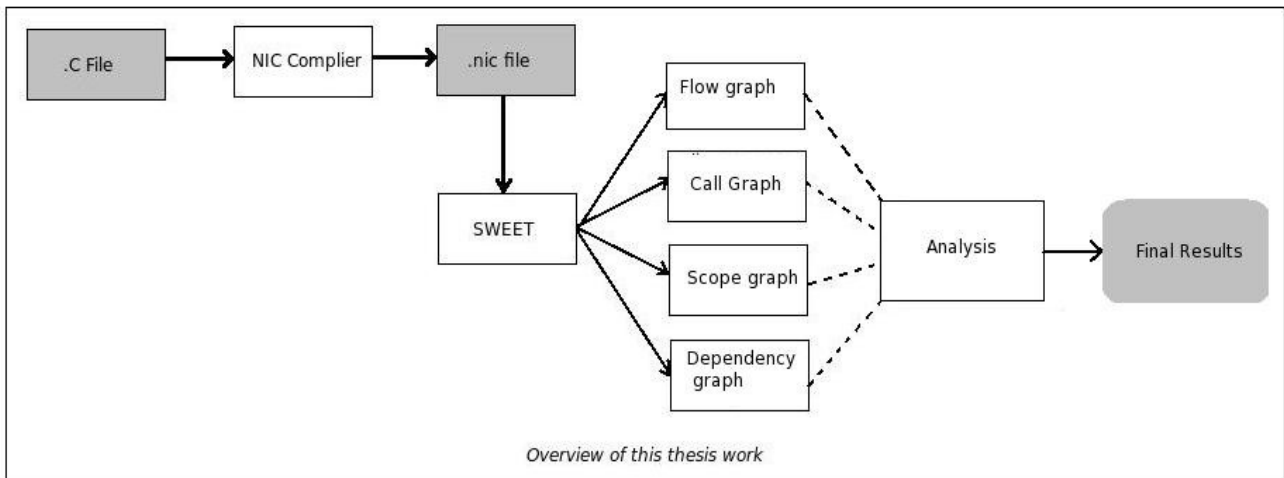 .C File
NIC Complier
.nic file
Flow graph
Call Graph
SWEET
Scope graph
Analysis
Final Results
Dependency
graph
Overview of this thesis work